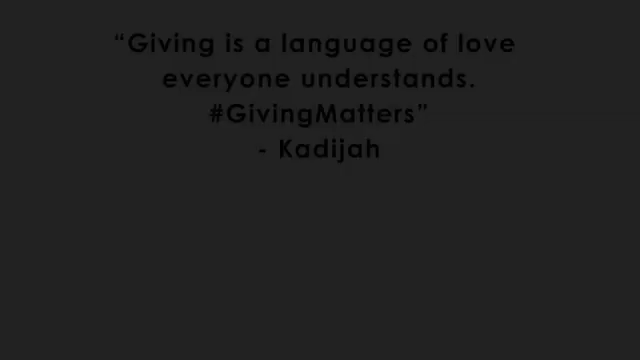 “Giving is a language of love
everyone understands.
#GivingMatters”
- Kadijah